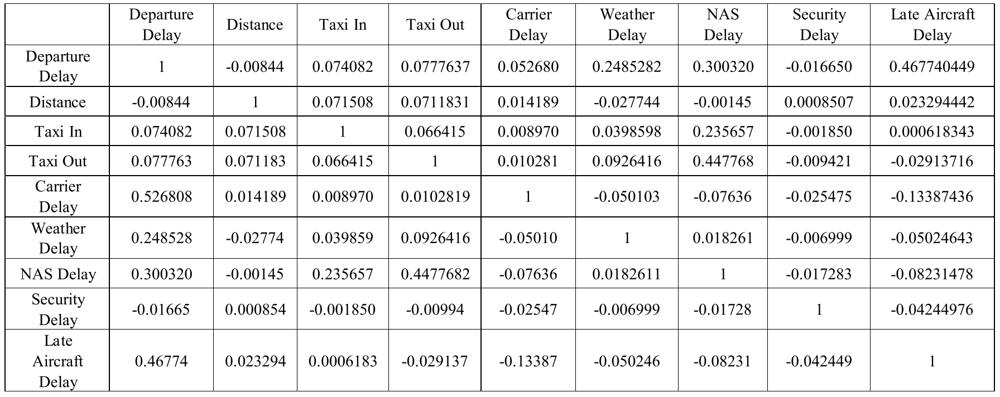 Departure Delay Distance Taxi In Taxi Out Carrier Delay Weather Delay NAS Delay Security Delay Late Aircraft Delay
Departure Delay 1 -0.00844 0.074082 0.0777637 0.052680 0.2485282 0.300320 -0.016650 0.467740449
Distance -0.00844 1 0.071508 0.0711831 0.014189 -0.027744 -0.00145 0.0008507 0.023294442
Taxi In 0.074082 0.071508 1 0.066415 0.008970 0.0398598 0.235657 -0.001850 0.000618343
Taxi Out 0.077763 0.071183 0.066415 1 0.010281 0.0926416 0.447768 -0.009421 -0.02913716
Carrier Delay 0.526808 0.014189 0.008970 0.0102819 1 -0.050103 -0.07636 -0.025475 -0.13387436
Weather Delay 0.248528 -0.02774 0.039859 0.0926416 -0.05010 1 0.018261 -0.006999 -0.05024643
NAS Delay 0.300320 -0.00145 0.235657 0.4477682 -0.07636 0.0182611 1 -0.017283 -0.08231478
Security Delay -0.01665 0.000854 -0.001850 -0.00994 -0.02547 -0.006999 -0.01728 1 -0.04244976
Late Aircraft Delay 0.46774 0.023294 0.0006183 -0.029137 -0.13387 -0.050246 -0.08231 -0.042449 1